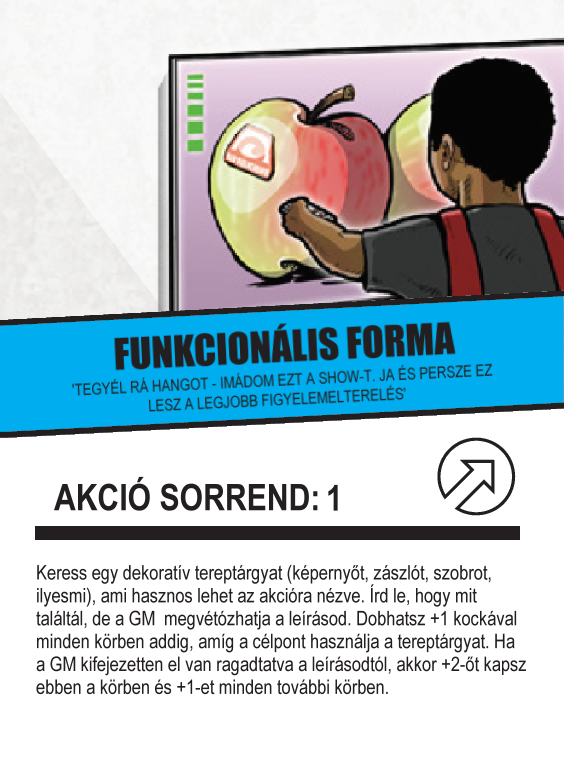 FUNKCIONÁLIS FORMA
'TEGYÉL RÁ HANGOT - IMÁDOM EZT A SHOW-T. JA ÉS PERSZE EZ
LESZ A LEGJOBB FIGYELEMELTERELÉS'
AKCIÓ SORREND: 1
Keress egy dekoratív tereptárgyat (képernyőt, zászlót, szobrot,
ilyesmi), ami hasznos lehet az akcióra nézve. Írd le, hogy mit
találtál, de a GM megvétózhatja a leírásod. Dobhatsz +1 kockával
minden körben addig, amíg a célpont használja a tereptárgyat. Ha
a GM kifejezetten el van ragadtatva a leírásodtól, akkor +2-őt kapsz
ebben a körben és +1-et minden további körben.